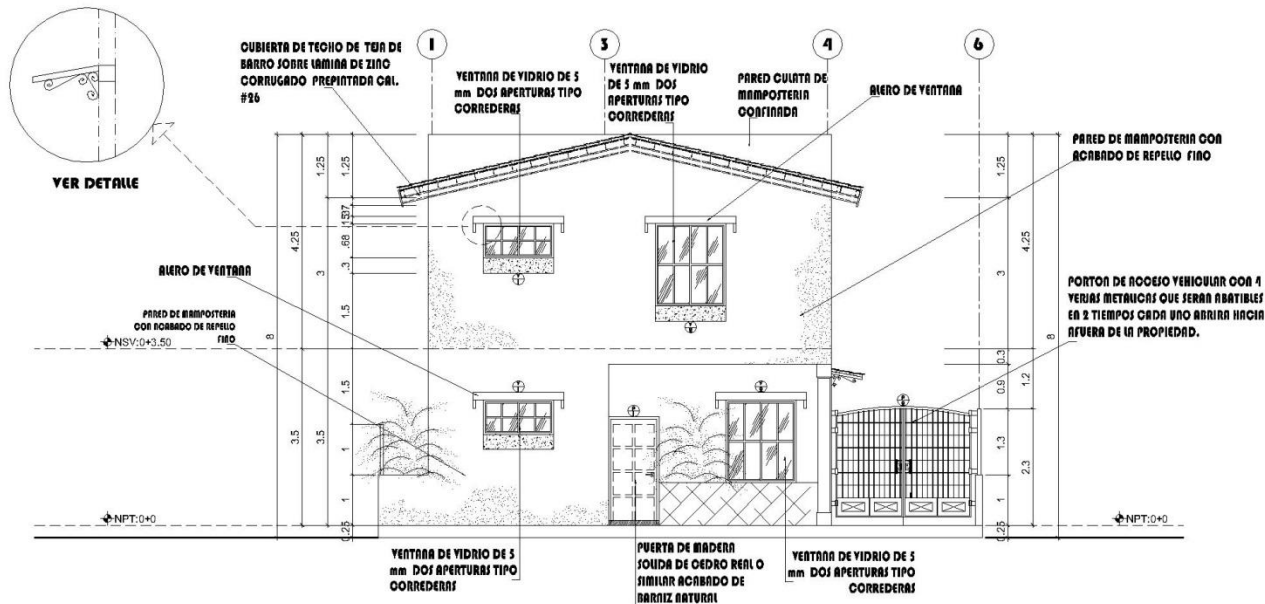 1
3
4
6
CUBIERTA DE TECHO DE TEJA DE
BARRO SOBRE LAMINA DE ZINC
CORRUGADO PREPINTADA CAL.
#26
VENTANA DE VIDRIO DE 5
mm DOS APERTURAS TIPO
CORREDERAS
VENTANA DE VIDRIO
DE 5 mm DOS
APERTURAS TIPO
CORREDERAS
PARED CULATA DE
MAMPOSTERIA
CONFINADA
ALERO DE VENTANA
PARED DE MAMPOSTERIA CON
ACABADO DE REPELLO FINO
VER DETALLE
1.25
1.25
.37
.15
.68
.3
1.5
4.25
3
8
1.25
4.25
3
8
ALERO DE VENTANA
PARED DE MAMPOSTERIA
CON ACABADO DE REPELLO
FINO
PORTON DE ACCESO VEHICULAR CON 4
VERJAS METALICAS QUE SERAN ABATIBLES
EN 2 TIEMPOS CADA UNO ABRIRA HACIA
AFUERA DE LA PROPIEDAD.
NSV:0+3.50
1.5
1
1
0.25
3.5
3.5
0.3
0.9
1.2
1.3
2.3
1
0.25
NPT:0+0
NPT:0+0
VENTANA DE VIDRIO DE 5
mm DOS APERTURAS TIPO
CORREDERAS
PUERTA DE MADERA
SOLIDA DE CEDRO REAL O
SIMILAR ACABADO DE
BARNIZ NATURAL
VENTANA DE VIDRIO DE 5
mm DOS APERTURAS TIPO
CORREDERAS